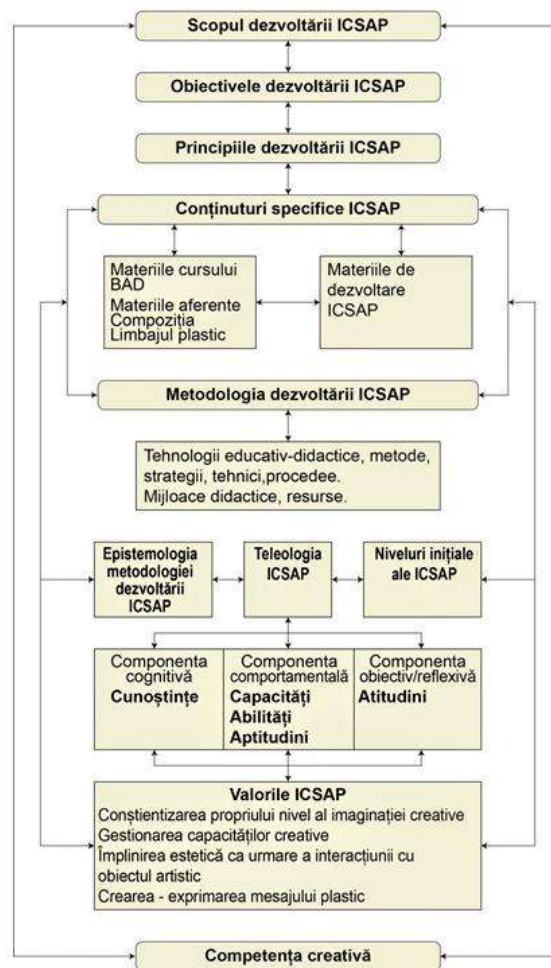 Scopul dezvoltării ICSAP
Obiectivele dezvoltării ICSAP
Principiile dezvoltării ICSAP
Conținuturi specifice ICSAP
Materiile cursului
BAD
Materiile aferente
Compoziția
Limbajul plastic
Materiile de
dezvoltare
ICSAP
Metodologia dezvoltării ICSAP
Tehnologii educativ-didactice, metode,
strategii, tehnici,procedee.
Mijloace didactice, resurse.
Epistemologia
metodologiei
dezvoltării
ICSAP
Teleologia
ICSAP
Niveluri inițiale
ale ICSAP
Componenta
cognitivă
Cunoștințe
Componenta
comportamentală
Capacități
Abilități
Aptitudini
Componenta
obiectiv/reflexivă
Atitudini
Valorile ICSAP
Conștientizarea propriului nivel al imaginației creative
Gestionarea capacităților creative
Împlinirea estetică ca urmare a interacțiunii cu
obiectul artistic
Crearea - exprimarea mesajului plastic
Competența creativă